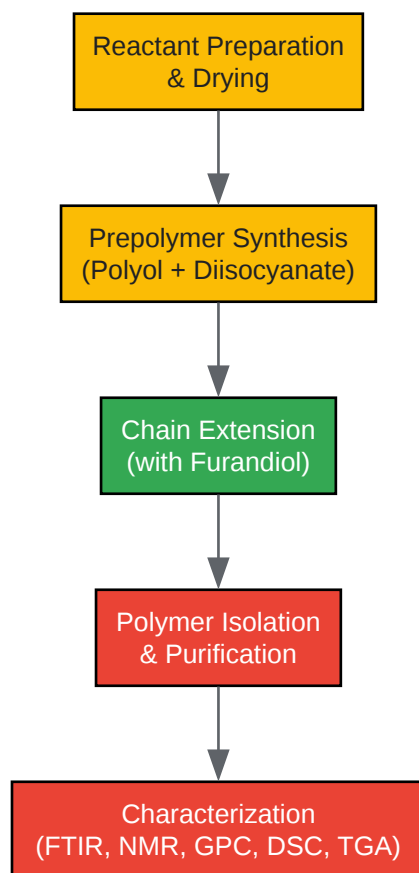 Reactant Preparation
& Drying
Prepolymer Synthesis
(Polyol + Diisocyanate)
Chain Extension
(with Furandiol)
Polymer Isolation
& Purification
Characterization
(FTIR, NMR, GPC, DSC, TGA)